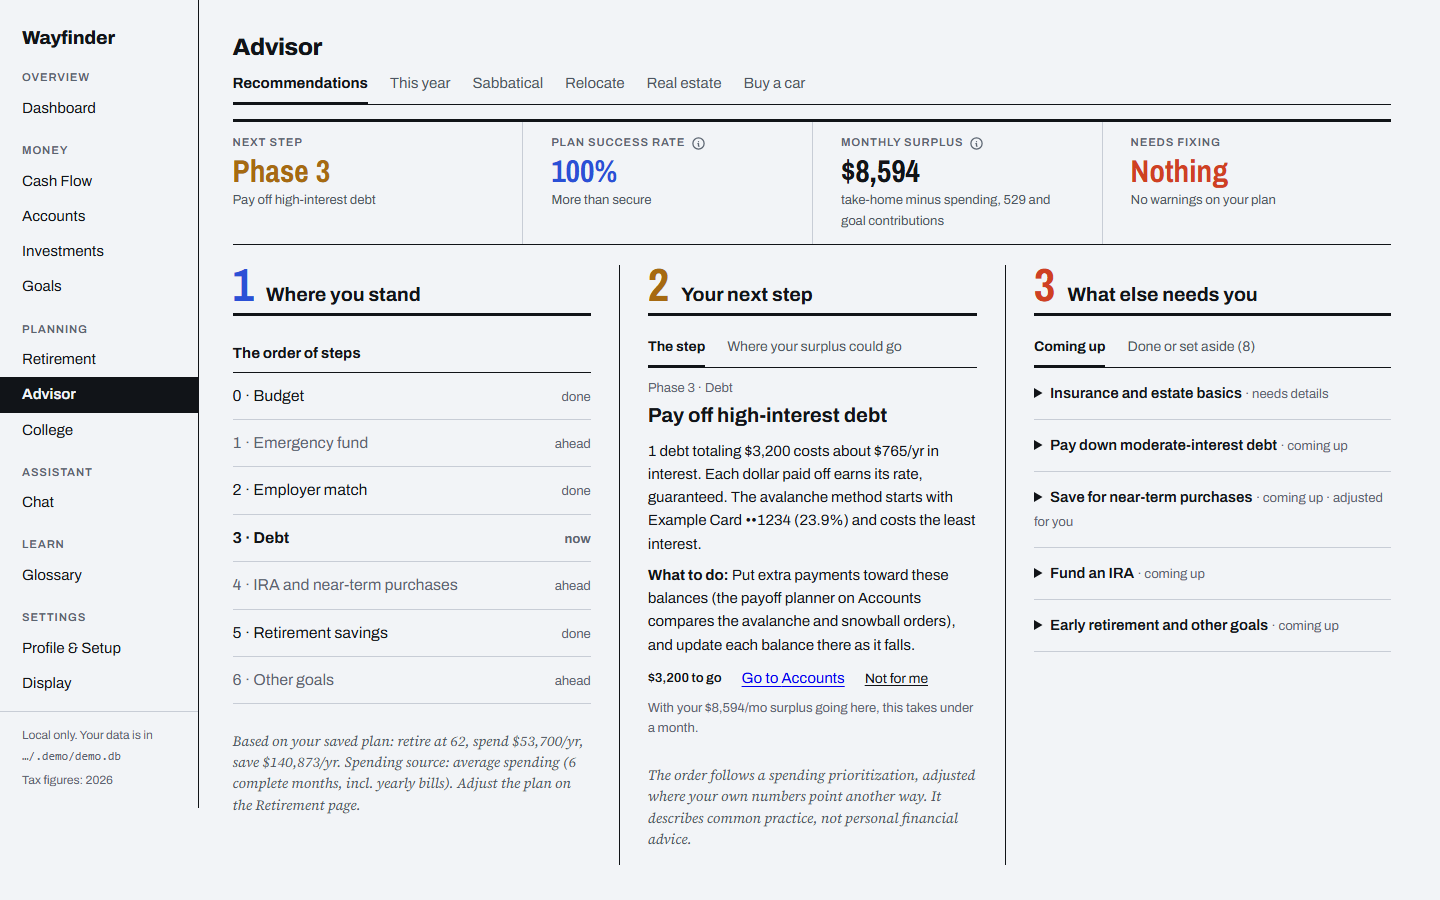 Wayfinder
OVERVIEW
Dashboard
MONEY
Cash Flow
Accounts
Investments
Goals
PLANNING
Retirement
Advisor
College
ASSISTANT
Chat
LEARN
Glossary
SETTINGS
Profile & Setup
Display
Local only. Your data is in
…/.demo/demo.db
Tax figures: 2026
Advisor
Recommendations This year Sabbatical Relocate Real estate Buy a car
NEXT STEP
Phase 3
Pay off high-interest debt
PLAN SUCCESS RATE
100%
More than secure
MONTHLY SURPLUS
$8,594
take-home minus spending, 529 and
goal contributions
NEEDS FIXING
Nothing
No warnings on your plan
1 Where you stand
The order of steps
0 · Budget done
1 · Emergency fund ahead
2 · Employer match done
3 · Debt now
4 · IRA and near-term purchases ahead
5 · Retirement savings done
6 · Other goals ahead
Based on your saved plan: retire at 62, spend $53,700/yr,
save $140,873/yr. Spending source: average spending (6
complete months, incl. yearly bills). Adjust the plan on
the Retirement page.
2 Your next step
The step Where your surplus could go
Phase 3 · Debt
Pay off high-interest debt
1 debt totaling $3,200 costs about $765/yr in
interest. Each dollar paid off earns its rate,
guaranteed. The avalanche method starts with
Example Card ••1234 (23.9%) and costs the least
interest.
What to do: Put extra payments toward these
balances (the payoff planner on Accounts
compares the avalanche and snowball orders),
and update each balance there as it falls.
$3,200 to go Go to Accounts Not for me
With your $8,594/mo surplus going here, this takes under
a month.
The order follows a spending prioritization, adjusted
where your own numbers point another way. It
describes common practice, not personal financial
advice.
3 What else needs you
Coming up Done or set aside (8)
Insurance and estate basics · needs details
Pay down moderate-interest debt · coming up
Save for near-term purchases · coming up · adjusted
for you
Fund an IRA · coming up
Early retirement and other goals · coming up